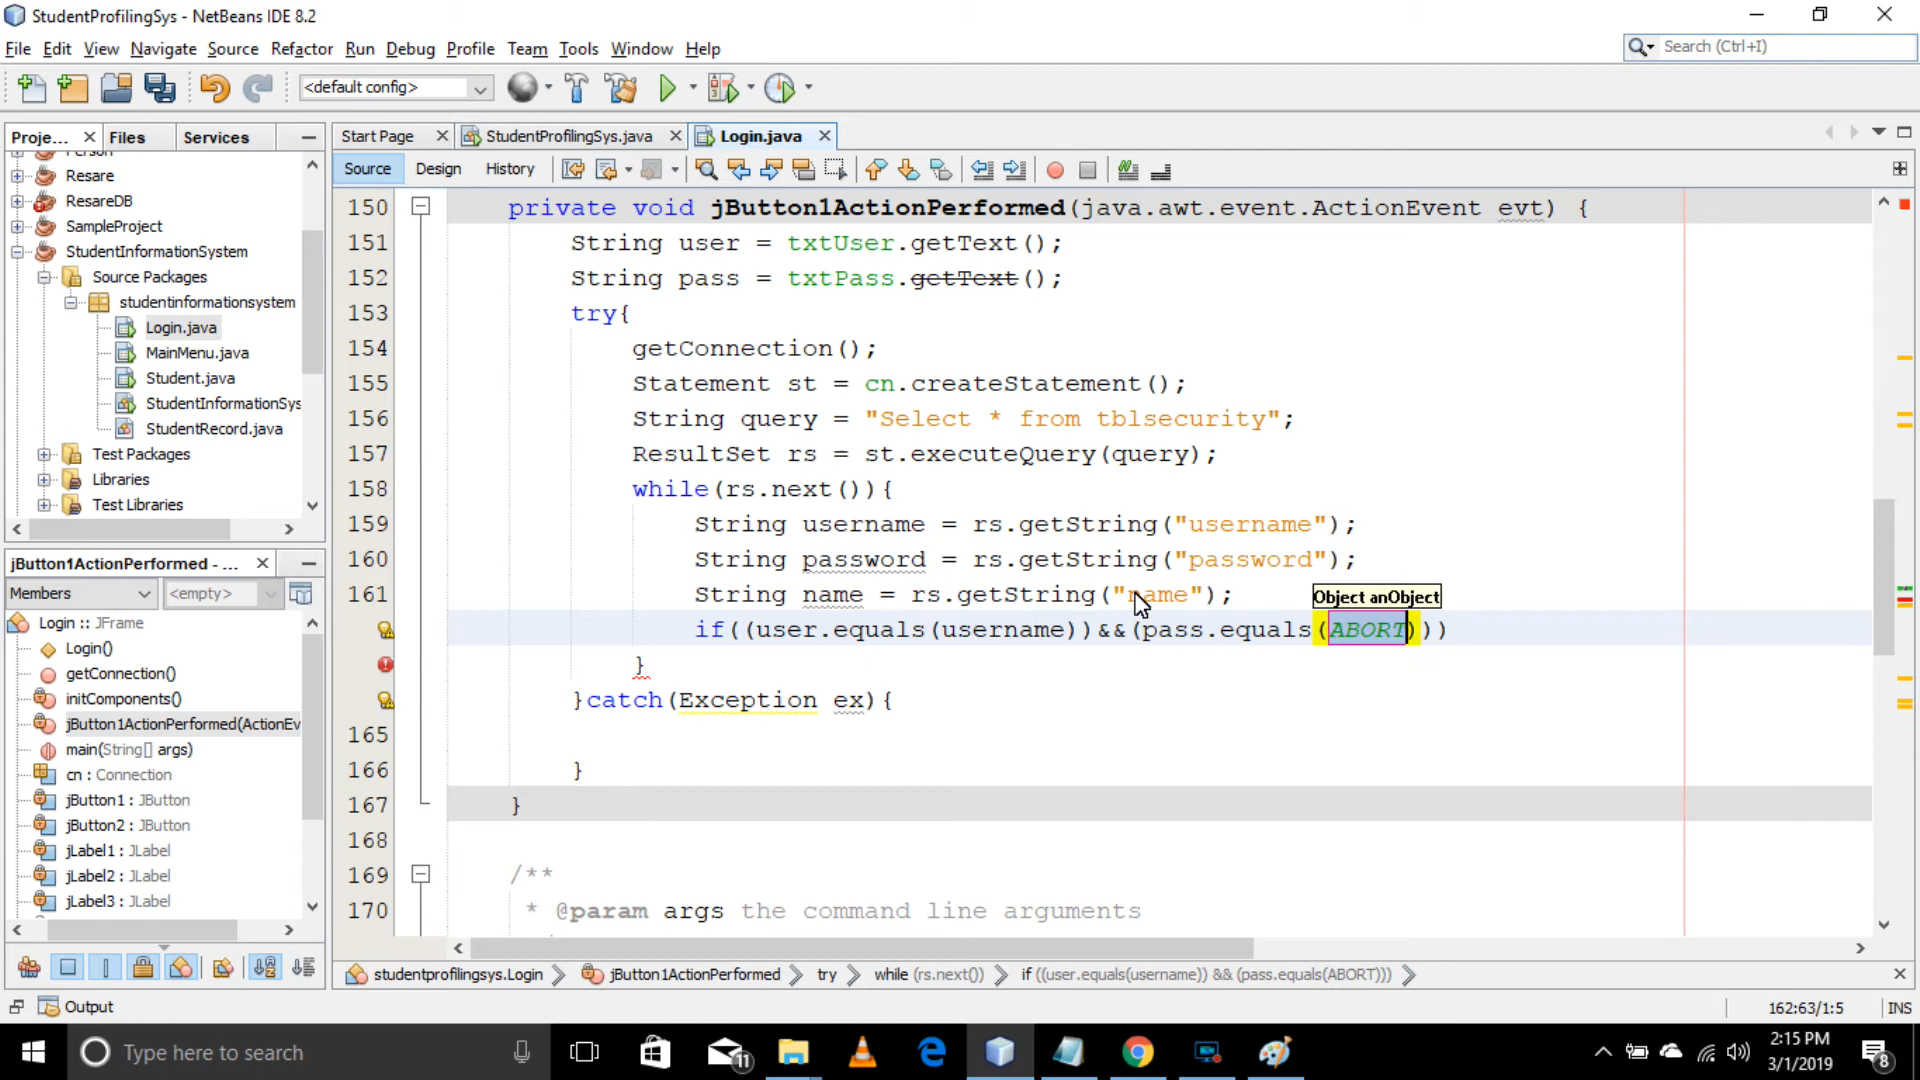 StudentProfilingSys - NetBeans IDE 8.2
File Edit View Navigate Source Refactor Run Debug Profile Team Tools Window Help
Search (Ctrl+I)
<default config>
Proje... Files Services
Start Page StudentProfilingSys.java Login.java
Source Design History
Person
Resare
ResareDB
SampleProject
StudentInformationSystem
Source Packages
studentinformationsystem
Login.java
MainMenu.java
Student.java
StudentInformationSys
StudentRecord.java
Test Packages
Libraries
Test Libraries
jButton1ActionPerformed - ...
Members <empty>
Login :: JFrame
Login()
getConnection()
initComponents()
jButton1ActionPerformed(ActionEv
main(String[] args)
cn : Connection
jButton1 : JButton
jButton2 : JButton
jLabel1 : JLabel
jLabel2 : JLabel
jLabel3 : JLabel
150 private void jButton1ActionPerformed(java.awt.event.ActionEvent evt) {
151 String user = txtUser.getText();
152 String pass = txtPass.getText();
153 try{
154 getConnection();
155 Statement st = cn.createStatement();
156 String query = "Select * from tblsecurity";
157 ResultSet rs = st.executeQuery(query);
158 while(rs.next()){
159 String username = rs.getString("username");
160 String password = rs.getString("password");
161 String name = rs.getString("name");
Object anObject
if((user.equals(username))&&(pass.equals(ABORT)))
}
}catch(Exception ex){
165
166 }
167 }
168
169 /**
170 * @param args the command line arguments
studentprofilingsys.Login jButton1ActionPerformed try while (rs.next()) if ((user.equals(username)) && (pass.equals(ABORT)))
Output
162:63/1:5 INS
Type here to search
11
2:15 PM
3/1/2019
8